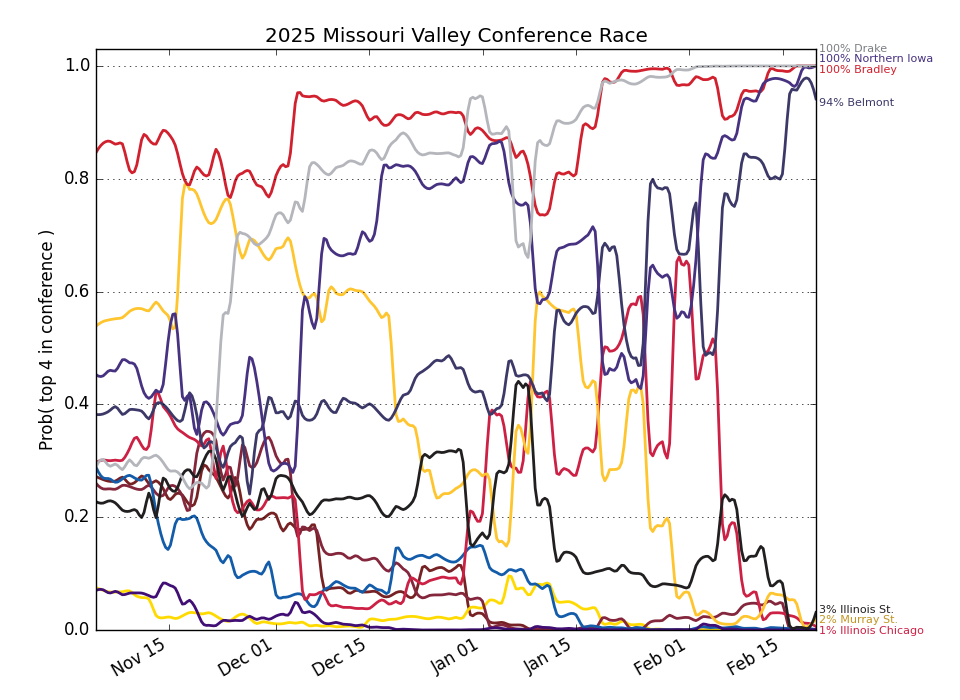 2025 Missouri Valley Conference Race
100% Drake
100% Northern Iowa
100% Bradley
94% Belmont
1.0
0.8
0.6
0.4
0.2
0.0
Prob( top 4 in conference )
3% Illinois St.
2% Murray St.
1% Illinois Chicago
Nov 15
Dec 01
Dec 15
Jan 01
Jan 15
Feb 01
Feb 15